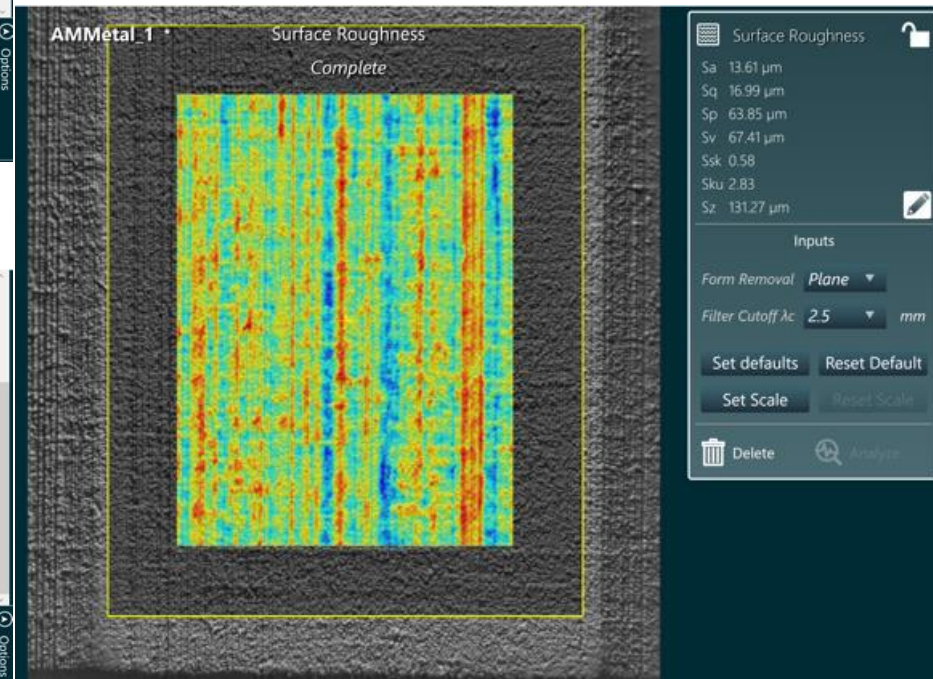 Options
Options
AMMetal_1
Surface Roughness
Complete
Surface Roughness
Sa 13.61 µm
Sq 16.99 µm
Sp 63.85 µm
Sv 67.41 µm
Ssk 0.58
Sku 2.83
Sz 131.27 µm
Inputs
Form Removal Plane
Filter Cutoff λc 2.5 mm
Set defaults Reset Default
Set Scale Reset Scale
Delete Analyze